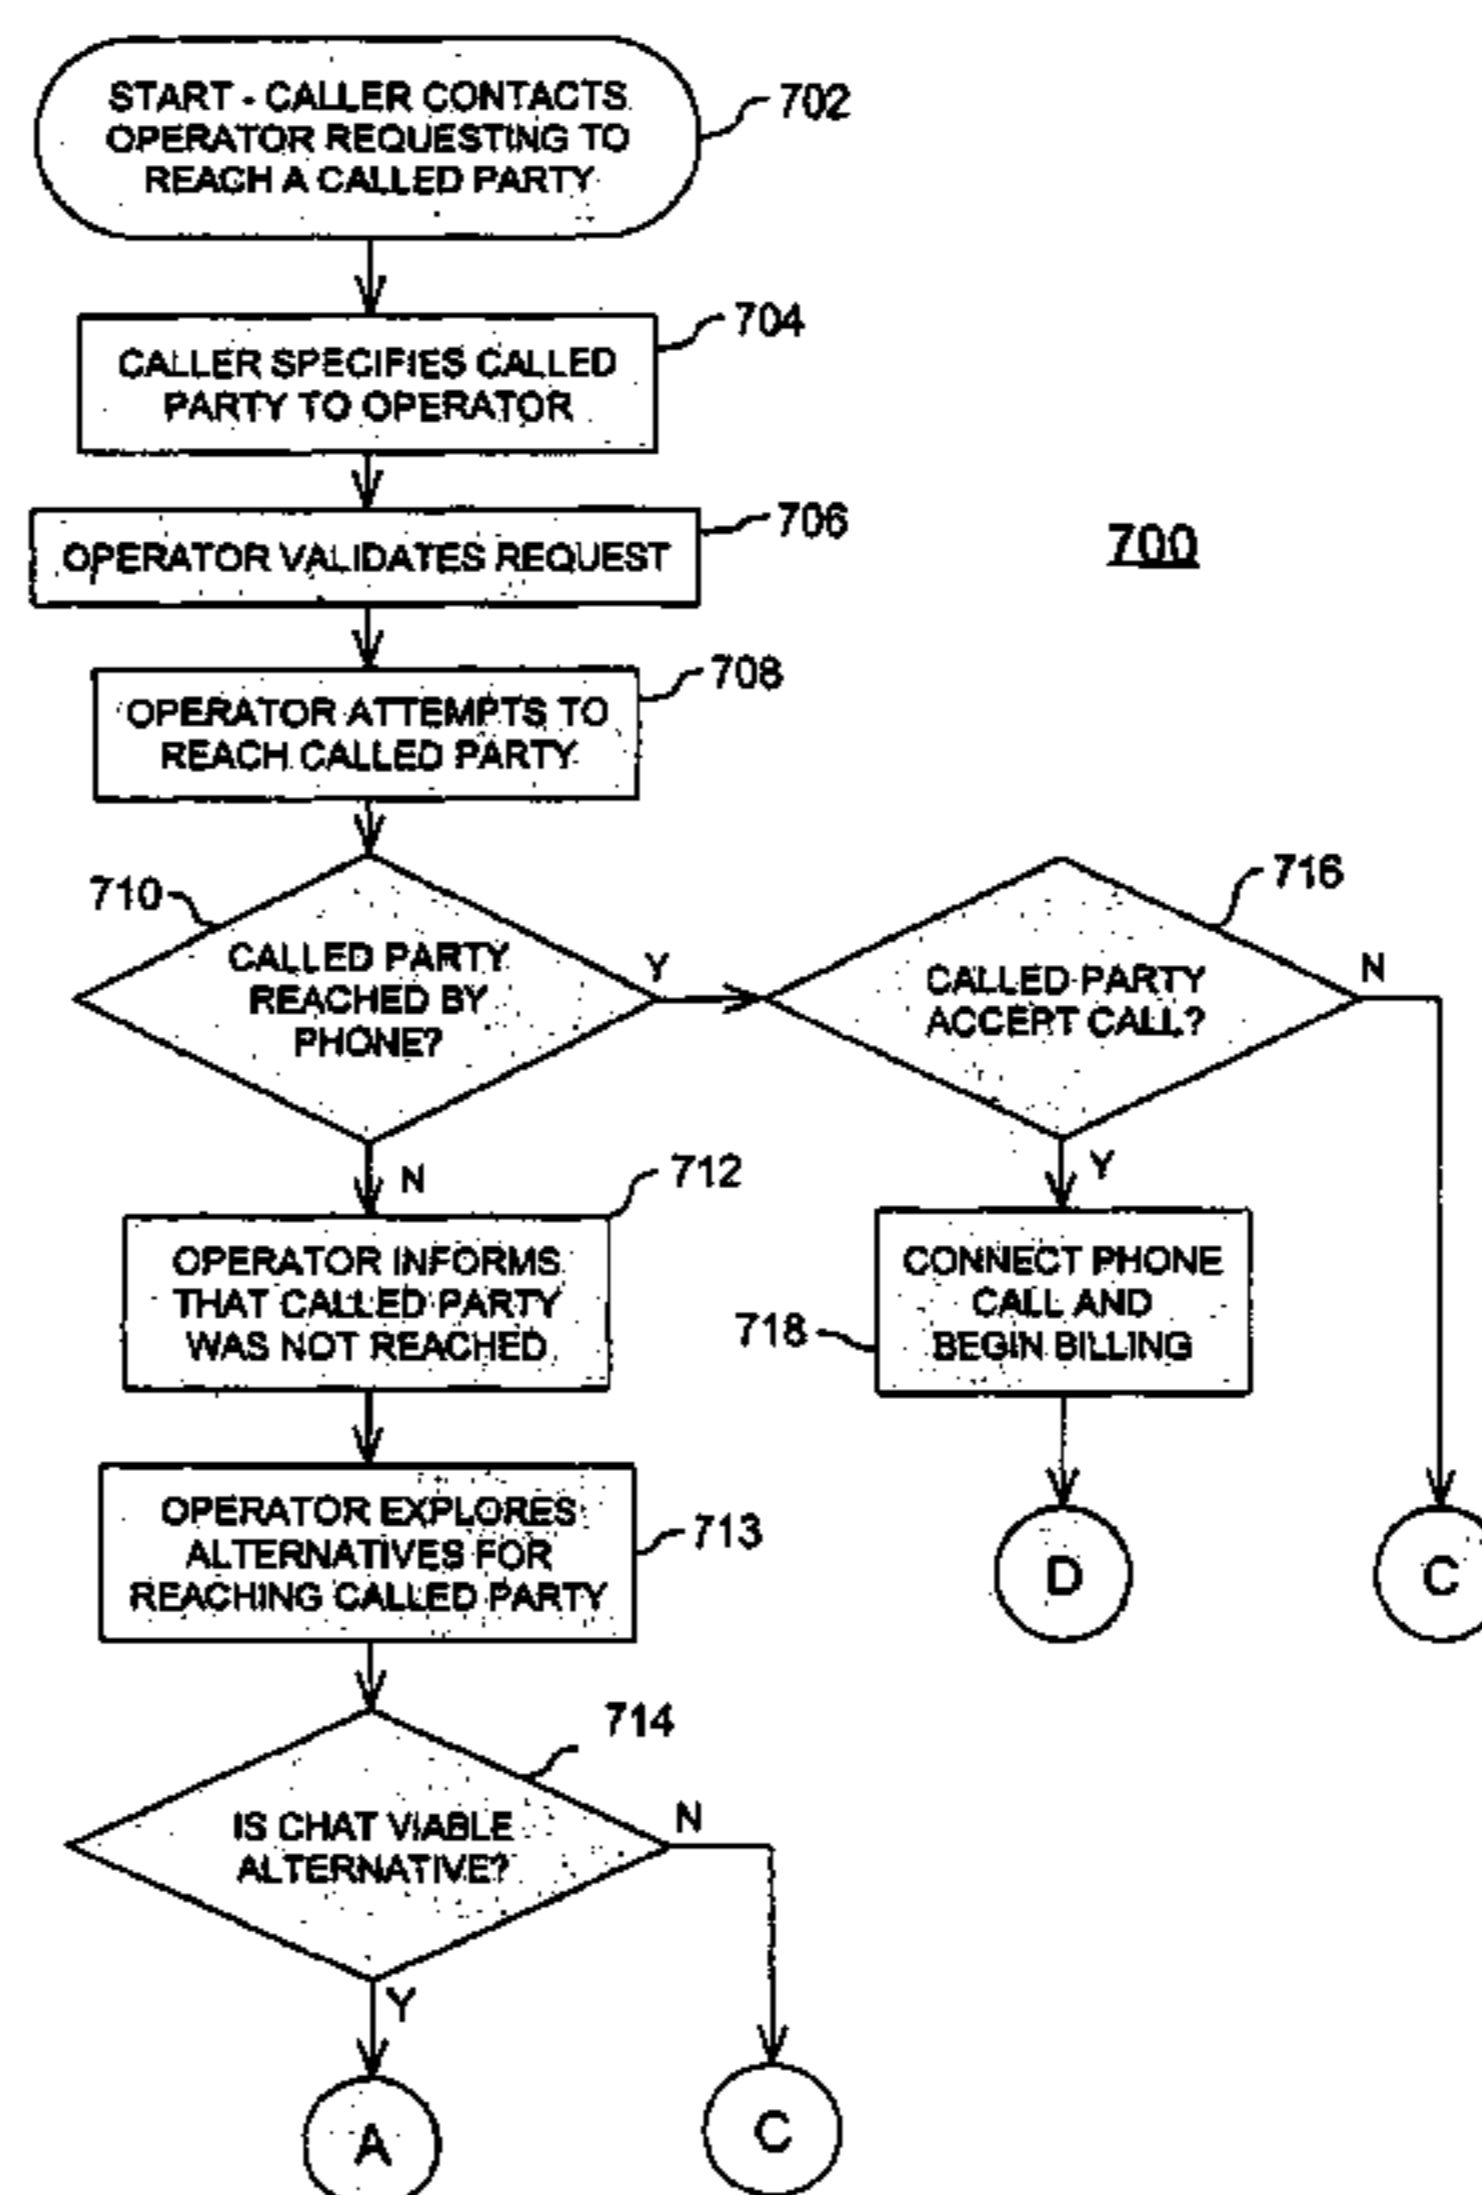 START - CALLER CONTACTS
OPERATOR REQUESTING TO
REACH A CALLED PARTY
702
CALLER SPECIFIES CALLED
PARTY TO OPERATOR
704
OPERATOR VALIDATES REQUEST
706
700
OPERATOR ATTEMPTS TO
REACH CALLED PARTY
708
710
CALLED PARTY
REACHED BY
PHONE?
Y
N
716
CALLED PARTY
ACCEPT CALL?
N
Y
712
OPERATOR INFORMS
THAT CALLED PARTY
WAS NOT REACHED
718
CONNECT PHONE
CALL AND
BEGIN BILLING
OPERATOR EXPLORES
ALTERNATIVES FOR
REACHING CALLED PARTY
713
D
C
714
IS CHAT VIABLE
ALTERNATIVE?
N
Y
A
C